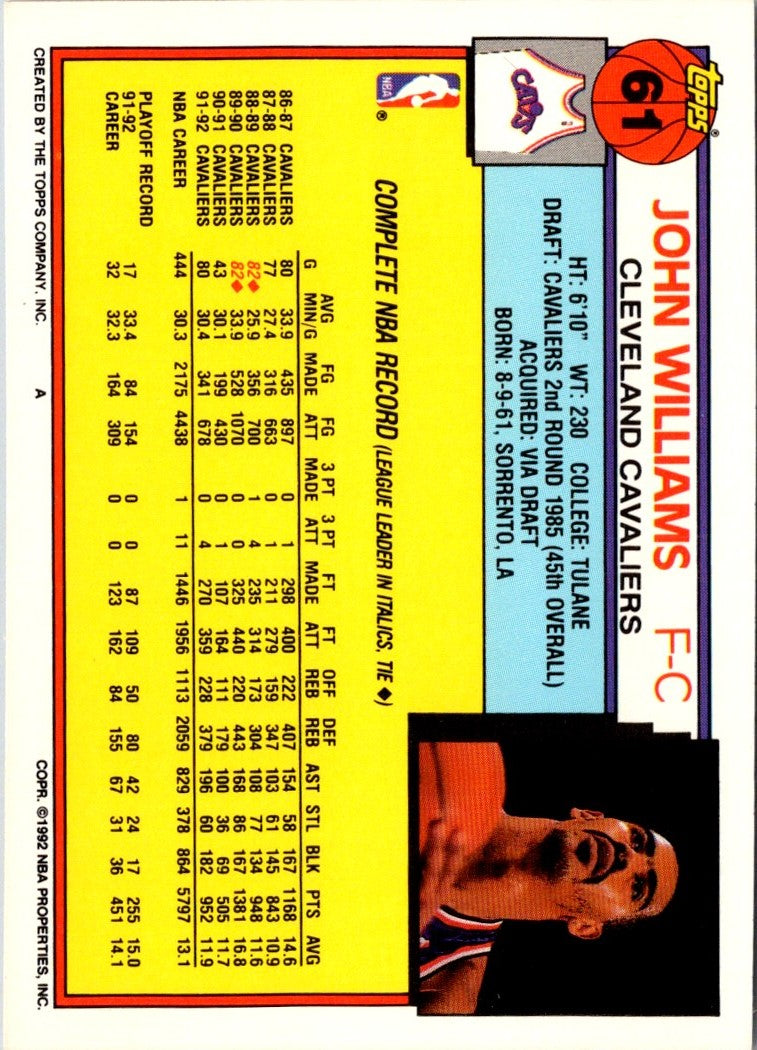 Topps®
61
CAVS
JOHN WILLIAMS F-C
CLEVELAND CAVALIERS
HT: 6'10" WT: 230 COLLEGE: TULANE
DRAFT: CAVALIERS 2nd ROUND 1985 (45th OVERALL)
ACQUIRED: VIA DRAFT
BORN: 8-9-61, SORRENTO, LA
NBA ®
COMPLETE NBA RECORD (LEAGUE LEADER IN ITALICS, TIE ◆)
G AVG MIN/G FG MADE FG ATT 3 PT MADE 3 PT ATT FT MADE FT ATT OFF REB DEF REB AST STL BLK PTS AVG
86-87 CAVALIERS 80 33.9 435 897 0 1 298 400 222 407 154 58 167 1168 14.6
87-88 CAVALIERS 77 27.4 316 663 0 1 211 279 159 347 103 61 145 843 10.9
88-89 CAVALIERS 82◆ 25.9 356 700 1 4 235 314 173 304 108 77 134 948 11.6
89-90 CAVALIERS 82◆ 33.9 528 1070 0 0 325 440 220 443 168 86 167 1381 16.8
90-91 CAVALIERS 43 30.1 199 430 0 1 107 164 111 179 100 36 69 505 11.7
91-92 CAVALIERS 80 30.4 341 678 0 4 270 359 228 379 196 60 182 952 11.9
NBA CAREER 444 30.3 2175 4438 1 11 1446 1956 1113 2059 829 378 864 5797 13.1
PLAYOFF RECORD
91-92 17 33.4 84 154 0 0 87 109 50 80 42 24 17 255 15.0
CAREER 32 32.3 164 309 0 0 123 162 84 155 67 31 36 451 14.1
CREATED BY THE TOPPS COMPANY, INC. A COPR. ©1992 NBA PROPERTIES, INC.